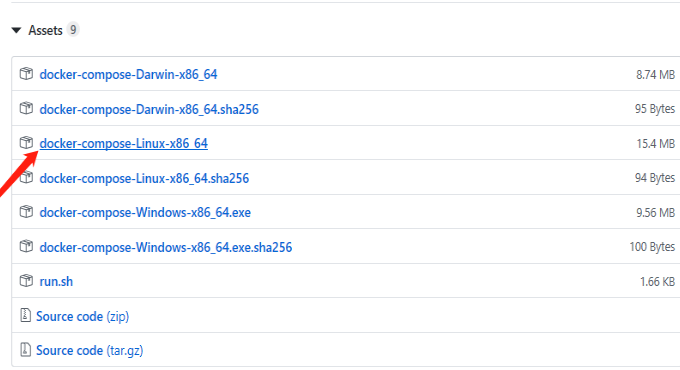 Assets 9
docker-compose-Darwin-x86_64 8.74 MB
docker-compose-Darwin-x86_64.sha256 95 Bytes
docker-compose-Linux-x86_64 15.4 MB
docker-compose-Linux-x86_64.sha256 94 Bytes
docker-compose-Windows-x86_64.exe 9.56 MB
docker-compose-Windows-x86_64.exe.sha256 100 Bytes
run.sh 1.66 KB
Source code (zip)
Source code (tar.gz)